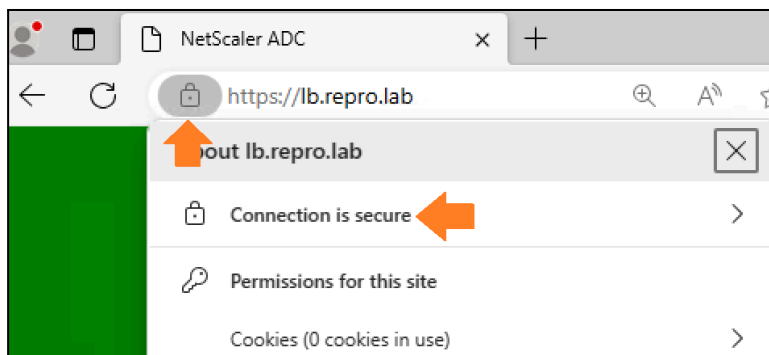 NetScaler ADC
https://lb.repro.lab
out lb.repro.lab
Connection is secure
Permissions for this site
Cookies (0 cookies in use)